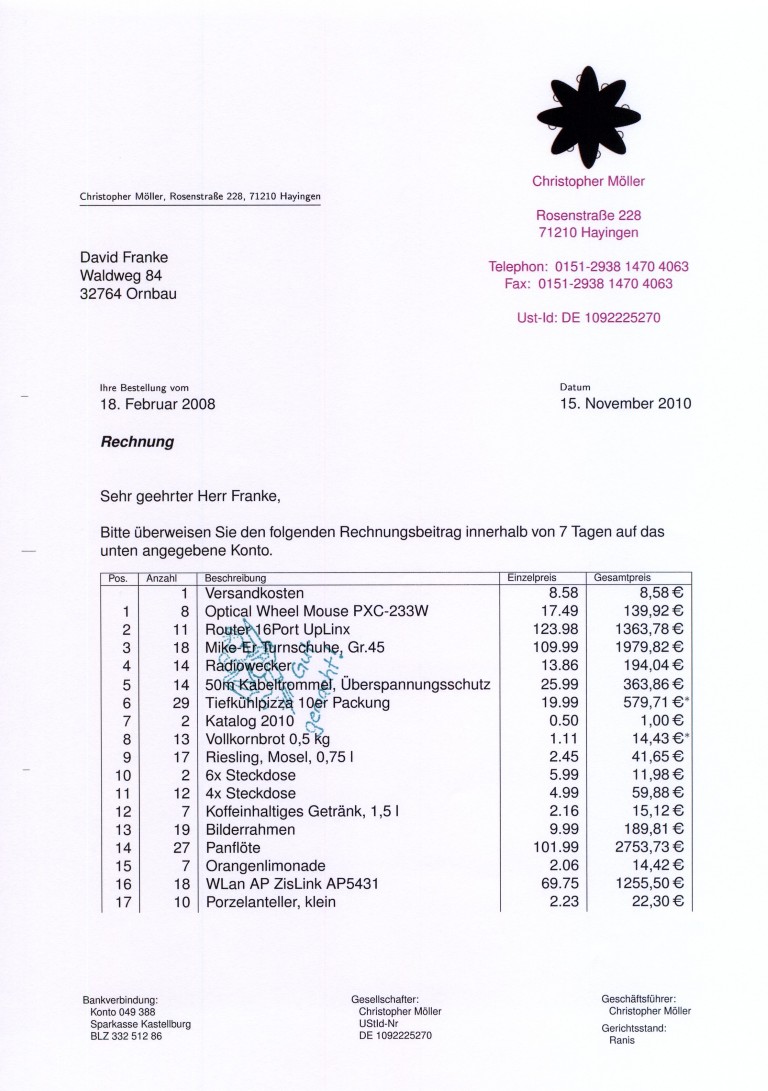 Christopher Möller
Rosenstraße 228
71210 Hayingen
Telephon: 0151-2938 1470 4063
Fax: 0151-2938 1470 4063
Ust-Id: DE 1092225270
Christopher Möller, Rosenstraße 228, 71210 Hayingen
David Franke
Waldweg 84
32764 Ornbau
Ihre Bestellung vom Datum
18. Februar 2008 15. November 2010
Rechnung
Sehr geehrter Herr Franke,
Bitte überweisen Sie den folgenden Rechnungsbeitrag innerhalb von 7 Tagen auf das
unten angegebene Konto.
Pos. Anzahl Beschreibung Einzelpreis Gesamtpreis
1 Versandkosten 8.58 8,58 €
1 8 Optical Wheel Mouse PXC-233W 17.49 139,92 €
2 11 Router 16Port UpLinx 123.98 1363,78 €
3 18 Mike-Er Turnschuhe, Gr.45 109.99 1979,82 €
4 14 Radiowecker 13.86 194,04 €
5 14 50m Kabeltrommel, Überspannungsschutz 25.99 363,86 €
6 29 Tiefkühlpizza 10er Packung 19.99 579,71 €*
7 2 Katalog 2010 0.50 1,00 €
8 13 Vollkornbrot 0,5 kg 1.11 14,43 €*
9 17 Riesling, Mosel, 0,75 l 2.45 41,65 €
10 2 6x Steckdose 5.99 11,98 €
11 12 4x Steckdose 4.99 59,88 €
12 7 Koffeinhaltiges Getränk, 1,5 l 2.16 15,12 €
13 19 Bilderrahmen 9.99 189,81 €
14 27 Panflöte 101.99 2753,73 €
15 7 Orangenlimonade 2.06 14,42 €
16 18 WLan AP ZisLink AP5431 69.75 1255,50 €
17 10 Porzelanteller, klein 2.23 22,30 €
Gut
gemacht!
Bankverbindung:
Konto 049 388
Sparkasse Kastellburg
BLZ 332 512 86
Gesellschafter:
Christopher Möller
UStId-Nr
DE 1092225270
Geschäftsführer:
Christopher Möller
Gerichtsstand:
Ranis